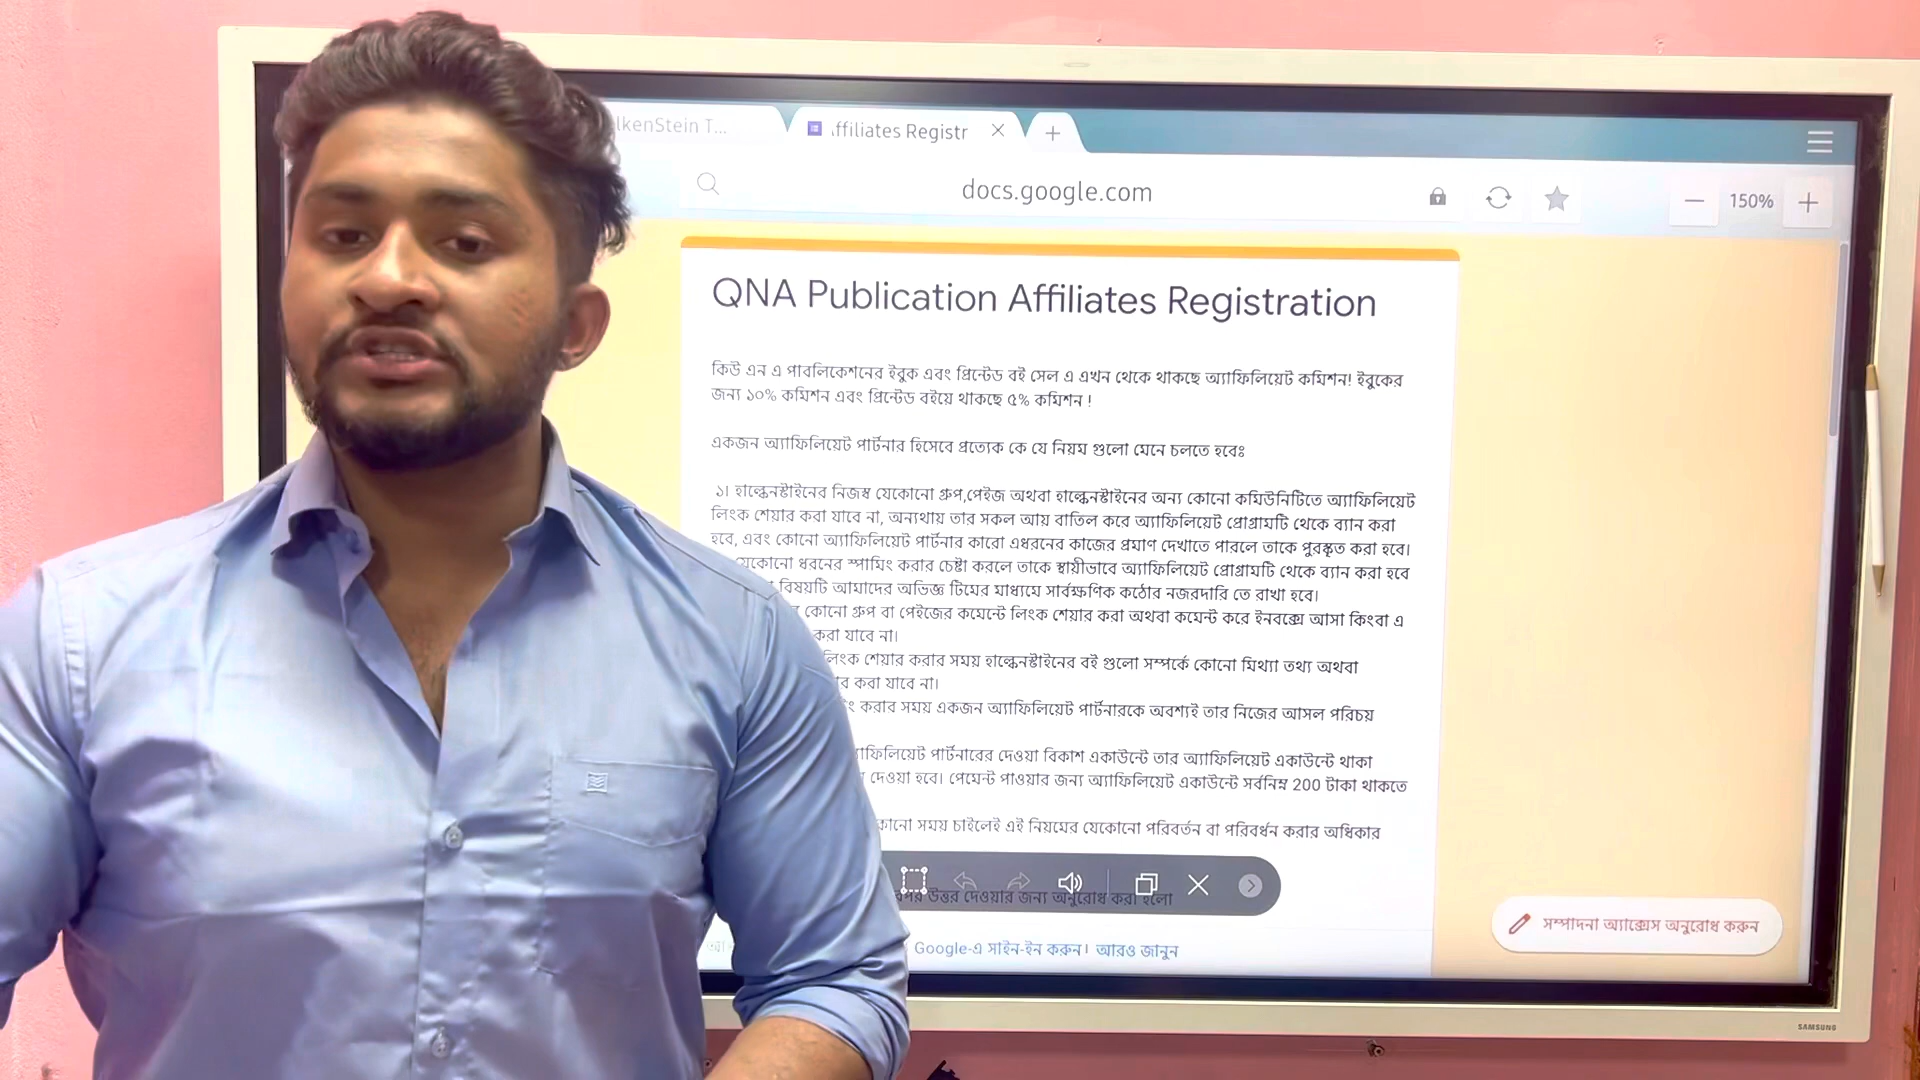 lkenStein T...
ffiliates Registr
docs.google.com
150%
QNA Publication Affiliates Registration
কিউ এন এ পাবলিকেশনের ইবুক এবং প্রিন্টেড বই সেল এ এখন থেকে থাকছে অ্যাফিলিয়েট কমিশন! ইবুকের
জন্য ১০% কমিশন এবং প্রিন্টেড বইয়ে থাকছে ৫% কমিশন !
একজন অ্যাফিলিয়েট পার্টনার হিসেবে প্রত্যেক কে যে নিয়ম গুলো মেনে চলতে হবেঃ
১। হাল্কেনস্টাইনের নিজস্ব যেকোনো গ্রুপ,পেইজ অথবা হাল্কেনস্টাইনের অন্য কোনো কমিউনিটিতে অ্যাফিলিয়েট
লিংক শেয়ার করা যাবে না, অন্যথায় তার সকল আয় বাতিল করে অ্যাফিলিয়েট প্রোগ্রামটি থেকে ব্যান করা
হবে, এবং কোনো অ্যাফিলিয়েট পার্টনার কারো এধরনের কাজের প্রমাণ দেখাতে পারলে তাকে পুরস্কৃত করা হবে।
যেকোনো ধরনের স্পামিং করার চেষ্টা করলে তাকে স্থায়ীভাবে অ্যাফিলিয়েট প্রোগ্রামটি থেকে ব্যান করা হবে
বিষয়টি আমাদের অভিজ্ঞ টিমের মাধ্যমে সার্বক্ষণিক কঠোর নজরদারি তে রাখা হবে।
কোনো গ্রুপ বা পেইজের কমেন্টে লিংক শেয়ার করা অথবা কমেন্ট করে ইনবক্সে আসা কিংবা এ
করা যাবে না।
লিংক শেয়ার করার সময় হাল্কেনস্টাইনের বই গুলো সম্পর্কে কোনো মিথ্যা তথ্য অথবা
করা যাবে না।
করার সময় একজন অ্যাফিলিয়েট পার্টনারকে অবশ্যই তার নিজের আসল পরিচয়
যাফিলিয়েট পার্টনারের দেওয়া বিকাশ একাউন্টে তার অ্যাফিলিয়েট একাউন্টে থাকা
দেওয়া হবে। পেমেন্ট পাওয়ার জন্য অ্যাফিলিয়েট একাউন্টে সর্বনিম্ন 200 টাকা থাকতে
কোনো সময় চাইলেই এই নিয়মের যেকোনো পরিবর্তন বা পরিবর্ধন করার অধিকার
উত্তর দেওয়ার জন্য অনুরোধ করা হলো
সম্পাদনা অ্যাক্সেস অনুরোধ করুন
Google-এ সাইন-ইন করুন। আরও জানুন
SAMSUNG